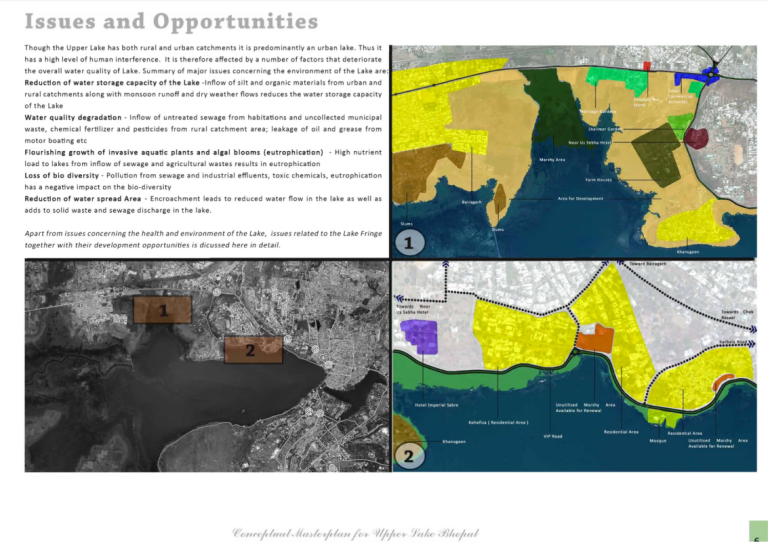 Issues and Opportunities
Though the Upper Lake has both rural and urban catchments it is predominantly an urban lake. Thus it
has a high level of human interference. It is therefore affected by a number of factors that deteriorate
the overall water quality of Lake. Summary of major issues concerning the environment of the Lake are:
Reduction of water storage capacity of the Lake -Inflow of silt and organic materials from urban and
rural catchments along with monsoon runoff and dry weather flows reduces the water storage capacity
of the Lake
Water quality degradation - Inflow of untreated sewage from habitations and uncollected municipal
waste, chemical fertilizer and pesticides from rural catchment area; leakage of oil and grease from
motor boating etc
Flourishing growth of invasive aquatic plants and algal blooms (eutrophication) - High nutrient
load to lakes from inflow of sewage and agricultural wastes results in eutrophication
Loss of bio diversity - Pollution from sewage and industrial effluents, toxic chemicals, eutrophication
has a negative impact on the bio-diversity
Reduction of water spread Area - Encroachment leads to reduced water flow in the lake as well as
adds to solid waste and sewage discharge in the lake.
Apart from issues concerning the health and environment of the Lake, issues related to the Lake Fringe
together with their development opportunities is dicussed here in detail.
Shalimar Garden
Near Us Sabha Hotel
Marshy Area
Farm Houses
Bairagarh
Area for Development
Slums
Slums
Khanugaon
1
1
2
Toward Bairagarh
Towards Noor
Us Sabha Hotel
Towards Chok
Hotel Imperial Sabre
Unutilised Marshy Area
Available for Renewal
Kohefiza ( Residential Area )
Residential Area
Residential Area
VIP Road
Mosque
Unutilised Marshy Area
Available for Renewal
Khanugaon
2
Conceptual Masterplan for Upper Lake Bhopal